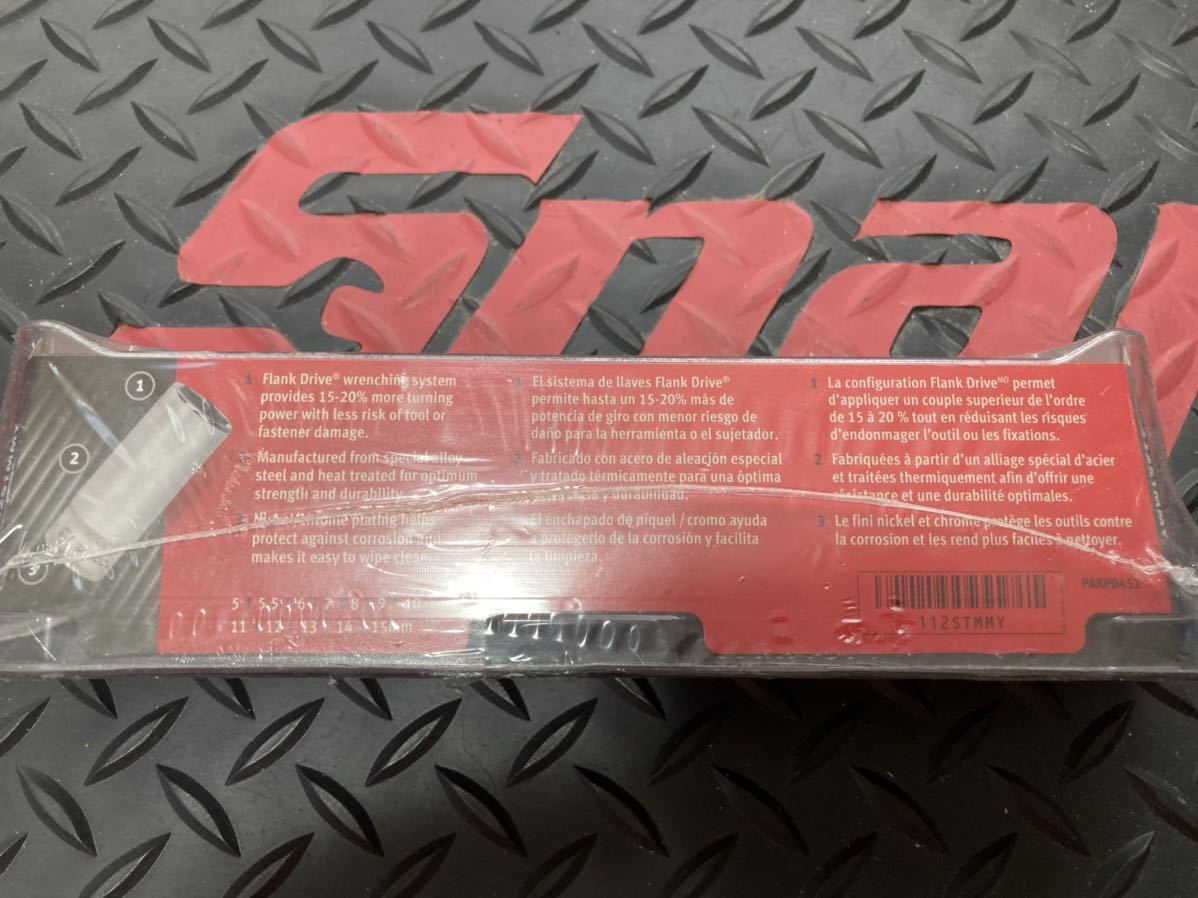 Snap
1
2
3
1 Flank Drive® wrenching system
provides 15-20% more turning
power with less risk of tool or
fastener damage.
Manufactured from special alloy
steel and heat treated for optimum
strength and durability.
3 Nickel/chrome plating helps
protect against corrosion and
makes it easy to wipe clean.
5 5.5 6 7 8 9 10
11 12 13 14 15mm
1 El sistema de llaves Flank Drive®
permite hasta un 15-20% más de
potencia de giro con menor riesgo de
daño para la herramienta o el sujetador.
2 Fabricado con acero de aleación especial
y tratado térmicamente para una óptima
y durabilidad.
El enchapado de níquel / cromo ayuda
a protegerlo de la corrosión y facilita
la limpieza.
1 La configuration Flank Drive MD permet
d'appliquer un couple superieur de l'ordre
de 15 à 20 % tout en réduisant les risques
d'endommager l'outil ou les fixations.
2 Fabriquées à partir d'un alliage spécial d'acier
et traitées thermiquement afin d'offrir une
résistance et une durabilité optimales.
3 Le fini nickel et chrome protège les outils contre
la corrosion et les rend plus faciles à nettoyer.
PAKPD452
112STMMY